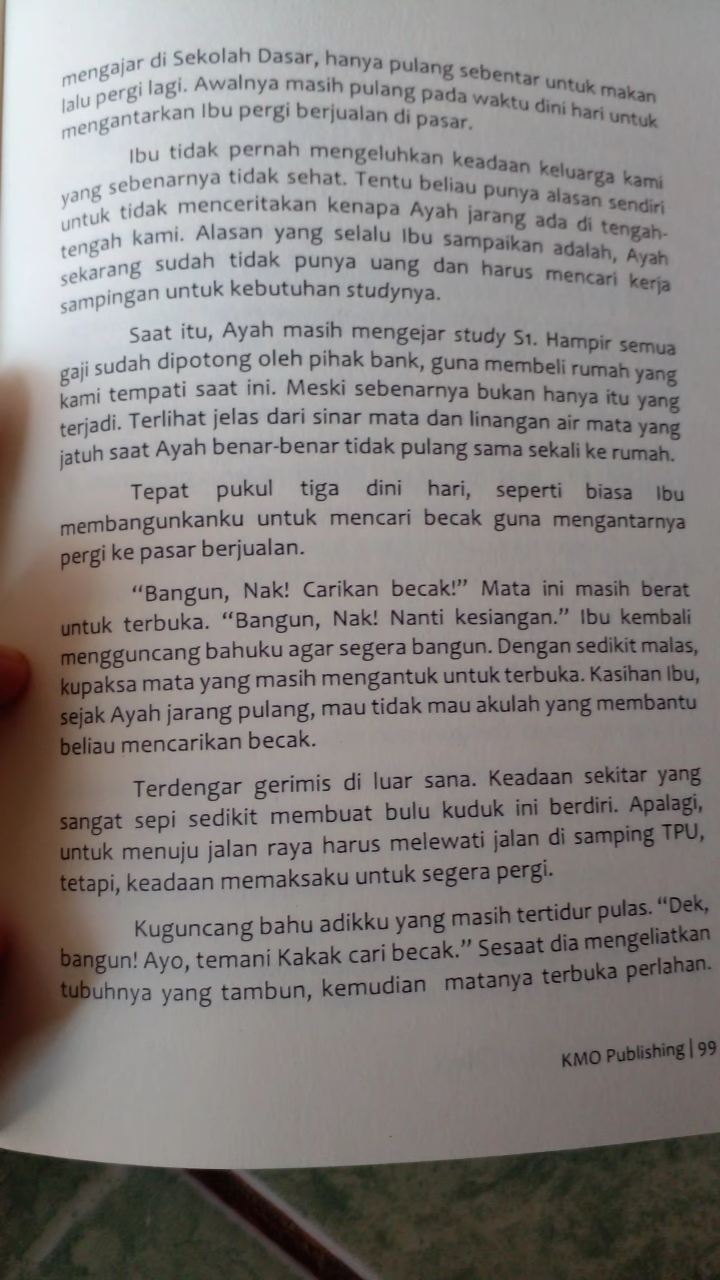 mengajar di Sekolah Dasar, hanya pulang sebentar untuk makan
lalu pergi lagi. Awalnya masih pulang pada waktu dini hari untuk
mengantarkan Ibu pergi berjualan di pasar.
Ibu tidak pernah mengeluhkan keadaan keluarga kami
yang sebenarnya tidak sehat. Tentu beliau punya alasan sendiri
untuk tidak menceritakan kenapa Ayah jarang ada di tengah-
tengah kami. Alasan yang selalu Ibu sampaikan adalah, Ayah
sekarang sudah tidak punya uang dan harus mencari kerja
sampingan untuk kebutuhan studynya.
Saat itu, Ayah masih mengejar study S1. Hampir semua
gaji sudah dipotong oleh pihak bank, guna membeli rumah yang
kami tempati saat ini. Meski sebenarnya bukan hanya itu yang
terjadi. Terlihat jelas dari sinar mata dan linangan air mata yang
jatuh saat Ayah benar-benar tidak pulang sama sekali ke rumah.
Tepat pukul tiga dini hari, seperti biasa Ibu
membangunkanku untuk mencari becak guna mengantarnya
pergi ke pasar berjualan.
“Bangun, Nak! Carikan becak!” Mata ini masih berat
untuk terbuka. “Bangun, Nak! Nanti kesiangan.” Ibu kembali
mengguncang bahuku agar segera bangun. Dengan sedikit malas,
kupaksa mata yang masih mengantuk untuk terbuka. Kasihan Ibu,
sejak Ayah jarang pulang, mau tidak mau akulah yang membantu
beliau mencarikan becak.
Terdengar gerimis di luar sana. Keadaan sekitar yang
sangat sepi sedikit membuat bulu kuduk ini berdiri. Apalagi,
untuk menuju jalan raya harus melewati jalan di samping TPU,
tetapi, keadaan memaksaku untuk segera pergi.
Kuguncang bahu adikku yang masih tertidur pulas. “Dek,
bangun! Ayo, temani Kakak cari becak.” Sesaat dia mengeliatkan
tubuhnya yang tambun, kemudian matanya terbuka perlahan.
KMO Publishing | 99